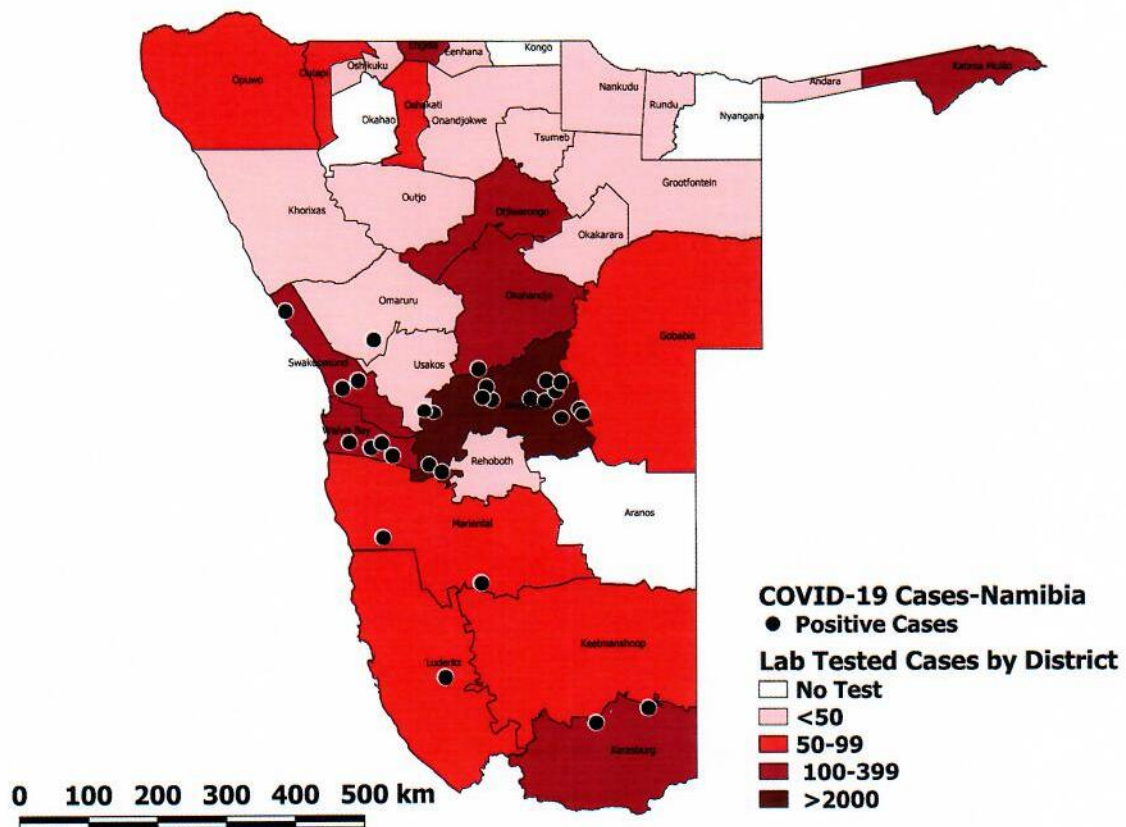 Engela
Kongo
Eenhana
Oshikuku
Outapi
Opuwo
Katima Mulilo
Andara
Nankudu
Oshakati
Rundu
Nyangana
Okahao
Onandjokwe
Tsumeb
Grootfontein
Outjo
Khorixas
Otjiwarongo
Okakarara
Okahandja
Omaruru
Gobabis
Swakopmund
Usakos
Walvis Bay
Rehoboth
Aranos
Mariental
Keetmanshoop
Luderitz
Karasburg
COVID-19 Cases-Namibia
Positive Cases
Lab Tested Cases by District
No Test
<50
50-99
100-399
>2000
0 100 200 300 400 500 km